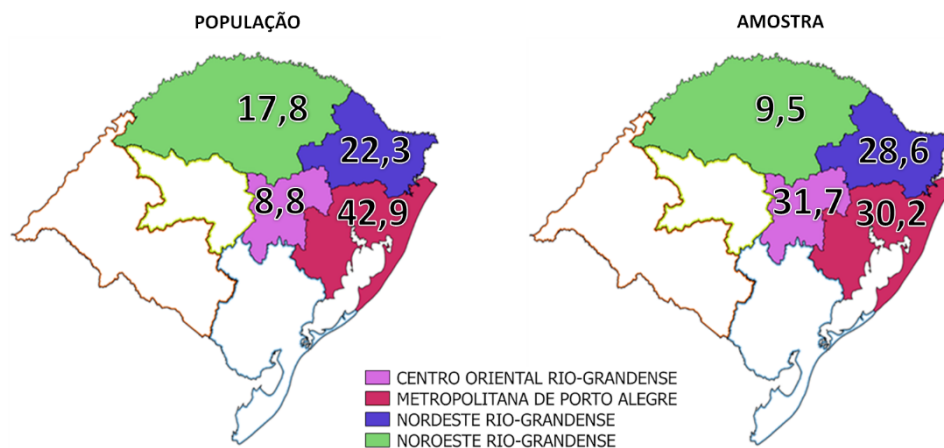 POPULAÇÃO
17,8
22,3
8,8
42,9
AMOSTRA
9,5
28,6
31,7
30,2
CENTRO ORIENTAL RIO-GRANDENSE
METROPOLITANA DE PORTO ALEGRE
NORDESTE RIO-GRANDENSE
NOROESTE RIO-GRANDENSE